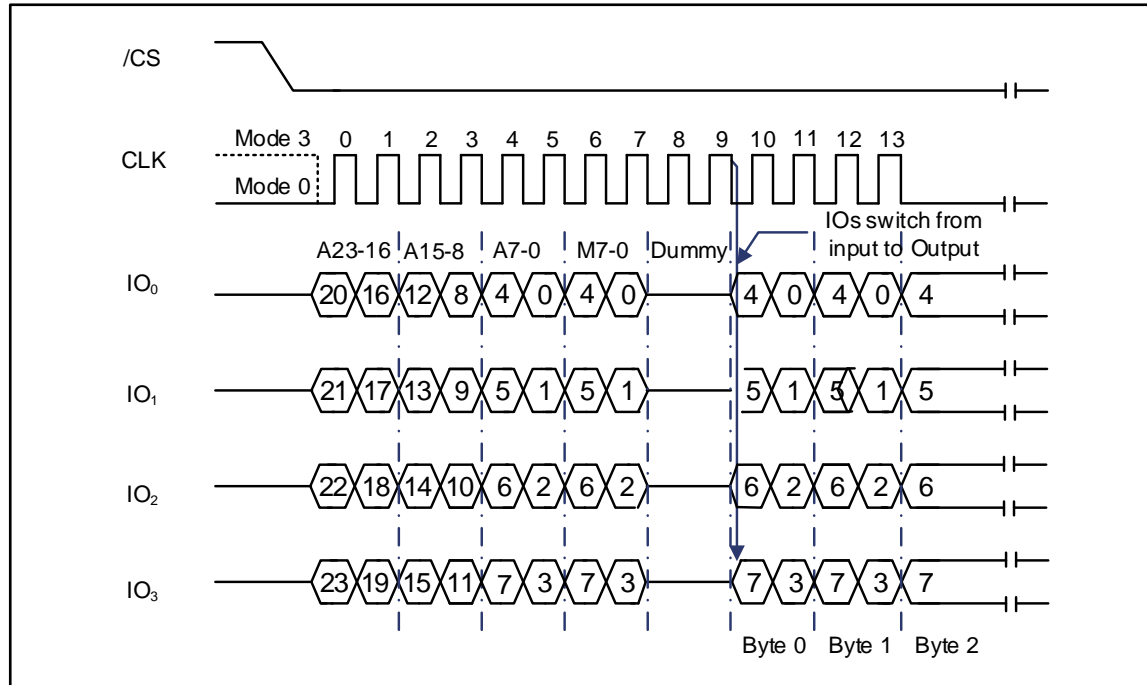 /CS
Mode 3 0 1 2 3 4 5 6 7 8 9 10 11 12 13
CLK
Mode 0
IOs switch from
input to Output
A23-16 A15-8 A7-0 M7-0 Dummy
IO₀ 20 16 12 8 4 0 4 0 4 0 4 0 4
IO₁ 21 17 13 9 5 1 5 1 5 1 5 1 5
IO₂ 22 18 14 10 6 2 6 2 6 2 6 2 6
IO₃ 23 19 15 11 7 3 7 3 7 3 7 3 7
Byte 0 Byte 1 Byte 2